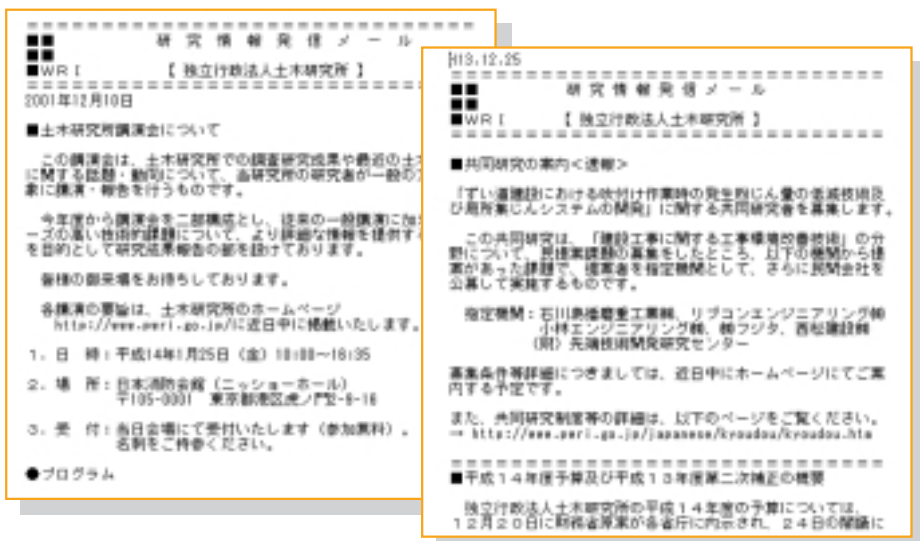 ＝＝＝＝＝＝＝＝＝＝＝＝＝＝＝＝＝＝＝＝＝＝＝＝＝＝＝＝＝＝
■■　　　　　　研 究 情 報 発 信 メ ー ル
■■
■ＷＲＩ　　　　【 独立行政法人土木研究所 】
＝＝＝＝＝＝＝＝＝＝＝＝＝＝＝＝＝＝＝＝＝＝＝＝＝＝
2001年12月10日
■土木研究所講演会について
この講演会は、土木研究所での調査研究成果や最近の土
に関する話題・動向について、当研究所の研究者が一般の
象に講演・報告を行うものです。
今年度から講演会を二部構成とし、従来の一般講演に加
ーズの高い技術的課題について、より詳細な情報を提供す
を目的として研究成果報告の部を設けております。
皆様の御来場をお待ちしております。
各講演の要旨は、土木研究所のホームページ
http://www.pwri.go.jp/に近日中に掲載いたします。
１．日　時：平成14年1月25日（金）10:00～16:35
２．場　所：日本消防会館（ニッショーホール）
〒105-0001　東京都港区虎ノ門2-9-16
３．受　付：当日会場にて受付いたします（参加無料）。
名刺をご持参ください。
●プログラム
H13.12.25
＝＝＝＝＝＝＝＝＝＝＝＝＝＝＝＝＝＝＝＝＝＝＝＝＝＝＝＝＝＝
■■　　　　　　研 究 情 報 発 信 メ ー ル
■■
■ＷＲＩ　　　　【 独立行政法人土木研究所 】
＝＝＝＝＝＝＝＝＝＝＝＝＝＝＝＝＝＝＝＝＝＝＝＝＝＝＝＝＝＝
■共同研究の案内＜速報＞
「ずい道建設における吹付け作業時の発生粉じん量の低減技術及
び局所集じんシステムの開発」に関する共同研究者を募集します。
この共同研究は、「建設工事に関する工事環境改善技術」の分
野について、民提案課題の募集をしたところ、以下の機関から提
案があった課題で、提案者を指定機関として、さらに民間会社を
公募して実施するものです。
指定機関：石川島播磨重工業㈱、リブコンエンジニアリング㈱
小林エンジニアリング㈱、㈱フジタ、西松建設㈱
（財）先端技術開発研究センター
募集条件等詳細につきましては、近日中にホームページにてご案
内する予定です。
また、共同研究制度等の詳細は、以下のページをご覧ください。
→ http://www.pwri.go.jp/japanese/kyoudou/kyoudou.htm
＝＝＝＝＝＝＝＝＝＝＝＝＝＝＝＝＝＝＝＝＝＝＝＝＝＝＝＝＝＝
■平成１４年度予算及び平成１３年度第二次補正の概要
独立行政法人土木研究所の平成１４年度の予算については、
１２月２０日に財務省原案が各省庁に内示され、２４日の閣議に